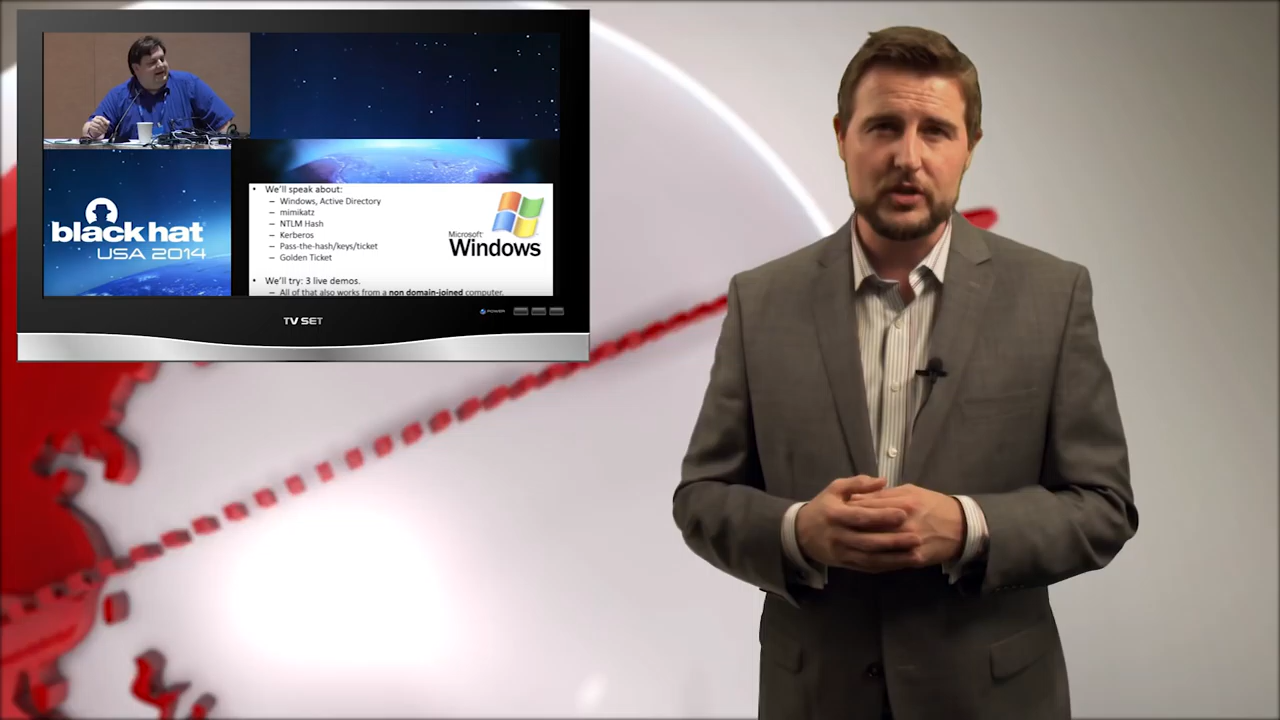 black hat
USA 2014
• We'll speak about:
– Windows, Active Directory
– mimikatz
– NTLM Hash
– Kerberos
– Pass-the-hash/keys/ticket
– Golden Ticket
Microsoft
Windows
• We'll try: 3 live demos.
– All of that also works from a non domain-joined computer.
TV SET
POWER